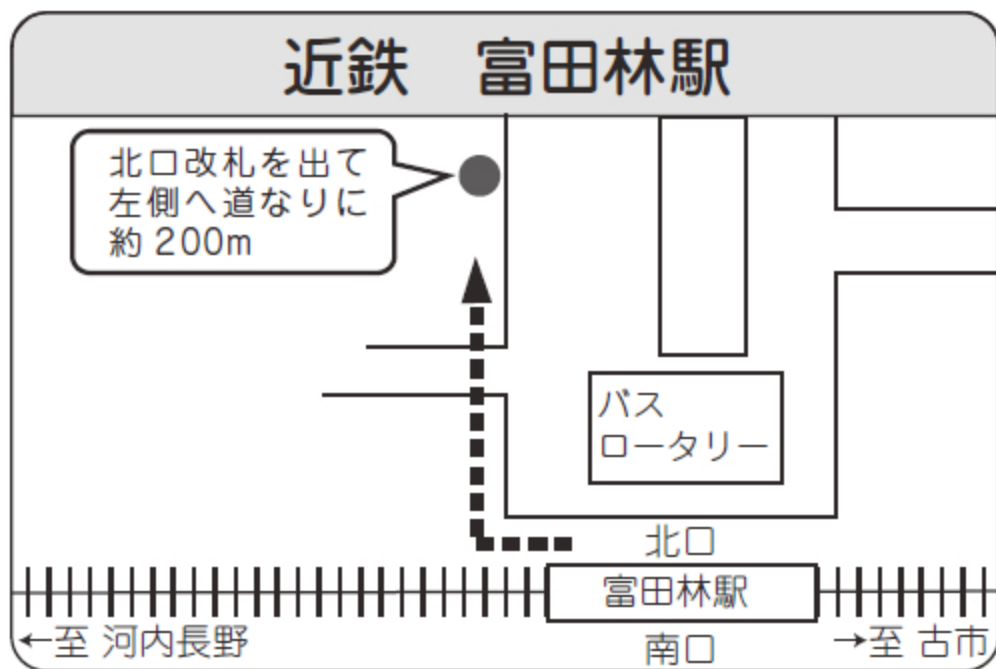 近鉄　富田林駅
北口改札を出て
左側へ道なりに
約 200m
バス
ロータリー
北口
富田林駅
←至 河内長野
南口
→至 古市